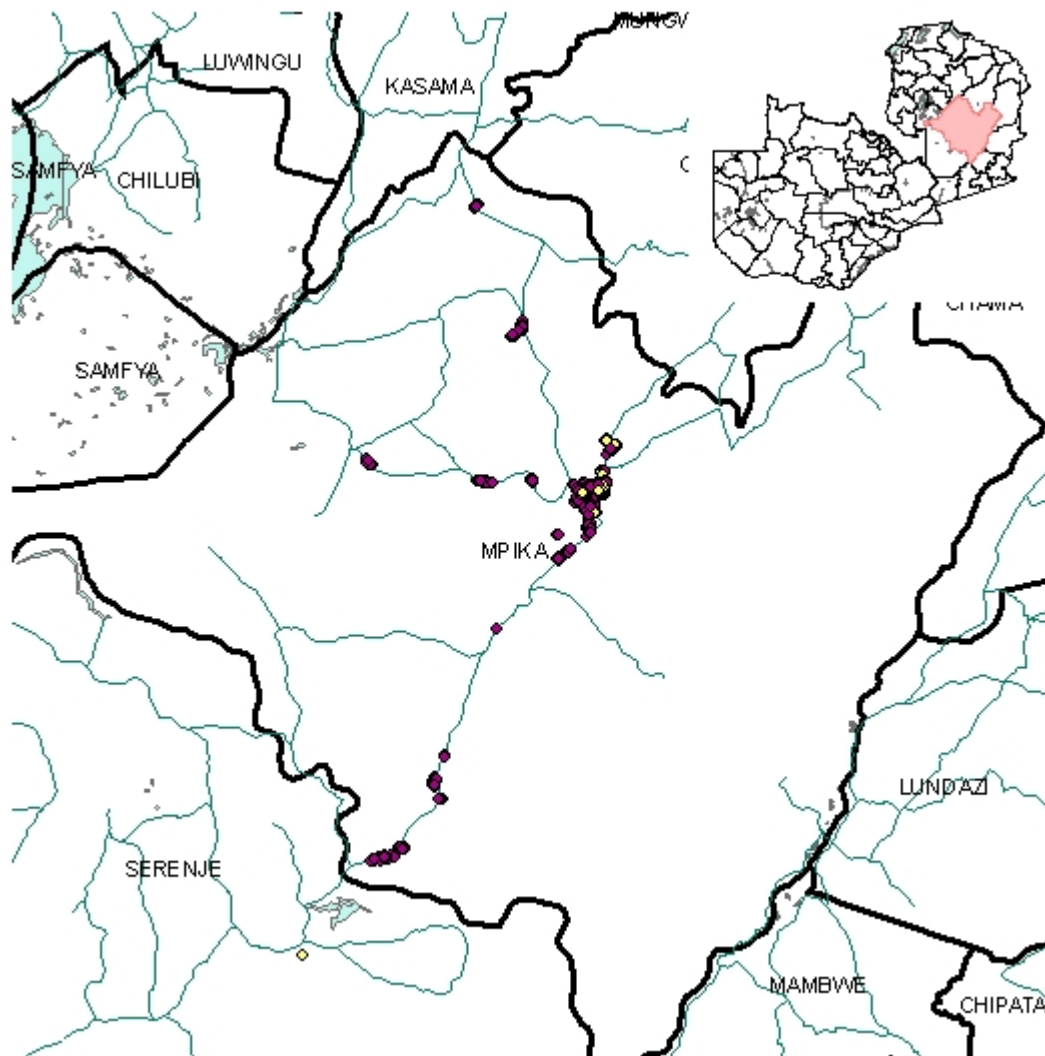 LUWINGU
KASAMA
SAMFYA
CHILUBI
SAMFYA
MPIKA
LUNDAZI
SERENJE
MAMBWE
CHIPATA